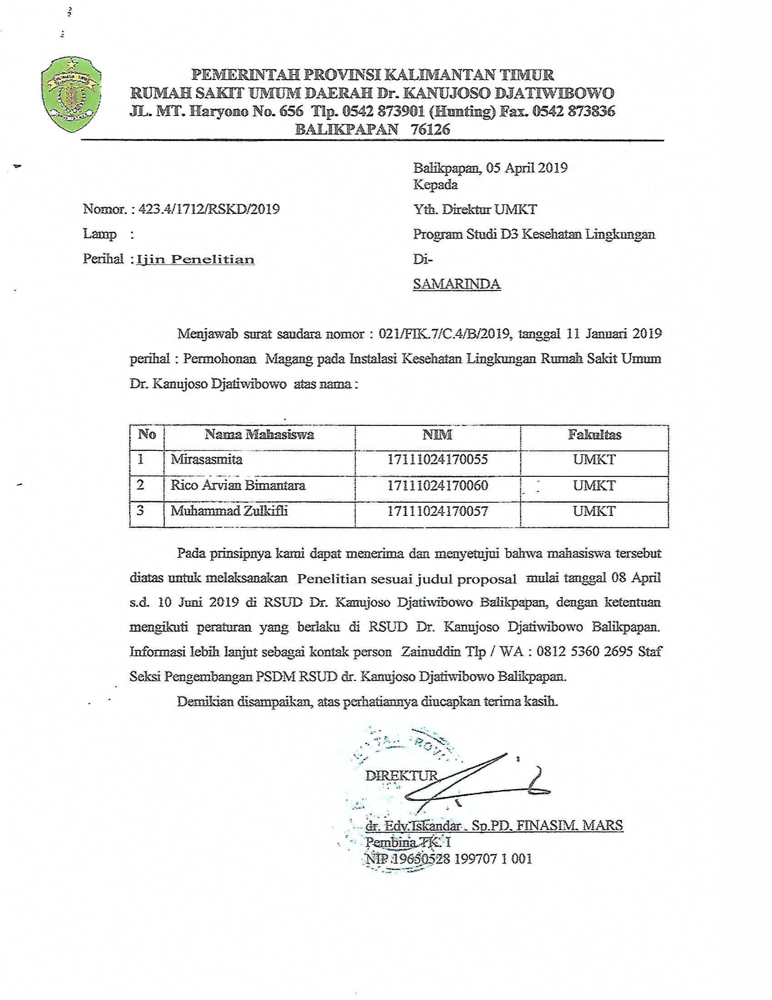 PEMERINTAH PROVINSI KALIMANTAN TIMUR
RUMAH SAKIT UMUM DAERAH Dr. KANUJOSO DJATIWIBOWO
JL. MT. Haryono No. 656 Tlp. 0542 873901 (Hunting) Fax. 0542 873836
BALIKPAPAN 76126
Balikpapan, 05 April 2019
Kepada
Nomor. : 423.4/1712/RSKD/2019
Yth. Direktur UMKT
Lamp :
Program Studi D3 Kesehatan Lingkungan
Perihal : Ijin Penelitian
Di-
SAMARINDA
Menjawab surat saudara nomor : 021/FIK.7/C.4/B/2019, tanggal 11 Januari 2019
perihal : Permohonan Magang pada Instalasi Kesehatan Lingkungan Rumah Sakit Umum
Dr. Kanujoso Djatiwibowo atas nama :
No Nama Mahasiswa NIM Fakultas
1 Mirasasmita 17111024170055 UMKT
2 Rico Arvian Bimantara 17111024170060 UMKT
3 Muhammad Zulkifli 17111024170057 UMKT
Pada prinsipnya kami dapat menerima dan menyetujui bahwa mahasiswa tersebut
diatas untuk melaksanakan Penelitian sesuai judul proposal mulai tanggal 08 April
s.d. 10 Juni 2019 di RSUD Dr. Kanujoso Djatiwibowo Balikpapan, dengan ketentuan
mengikuti peraturan yang berlaku di RSUD Dr. Kanujoso Djatiwibowo Balikpapan.
Informasi lebih lanjut sebagai kontak person Zainuddin Tlp / WA : 0812 5360 2695 Staf
Seksi Pengembangan PSDM RSUD dr. Kanujoso Djatiwibowo Balikpapan.
Demikian disampaikan, atas perhatiannya diucapkan terima kasih.
DIREKTUR
dr. Edy Iskandar . Sp.PD. FINASIM. MARS
Pembina TK. I
NIP 19650528 199707 1 001